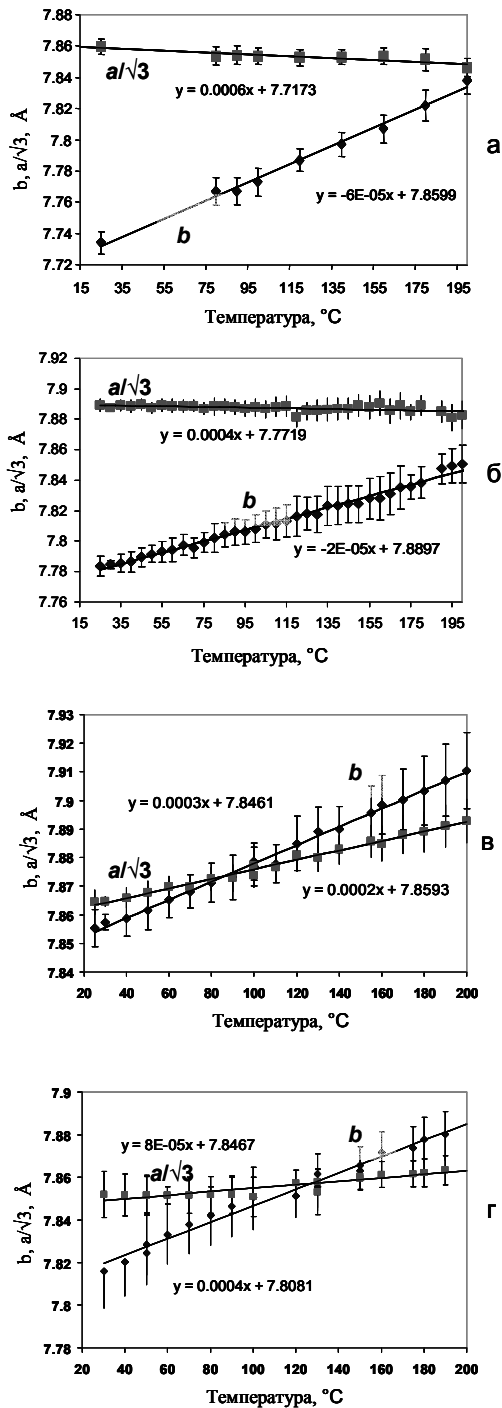 7.88
7.86
7.84
7.82
7.8
7.78
7.76
7.74
7.72
b, a/√3, Å
a/√3
y = 0.0006x + 7.7173
y = -6E-05x + 7.8599
b
а
15 35 55 75 95 115 135 155 175 195
Температура, °C
7.92
7.9
7.88
7.86
7.84
7.82
7.8
7.78
7.76
b, a/√3, Å
a/√3
y = 0.0004x + 7.7719
b
y = -2E-05x + 7.8897
б
15 35 55 75 95 115 135 155 175 195
Температура, °C
7.93
7.92
7.91
7.9
7.89
7.88
7.87
7.86
7.85
7.84
b, a/√3, Å
b
y = 0.0003x + 7.8461
a/√3
y = 0.0002x + 7.8593
в
20 40 60 80 100 120 140 160 180 200
Температура, °C
7.9
7.88
7.86
7.84
7.82
7.8
7.78
b, a/√3, Å
b
y = 8E-05x + 7.8467
a/√3
y = 0.0004x + 7.8081
г
20 40 60 80 100 120 140 160 180 200
Температура, °C